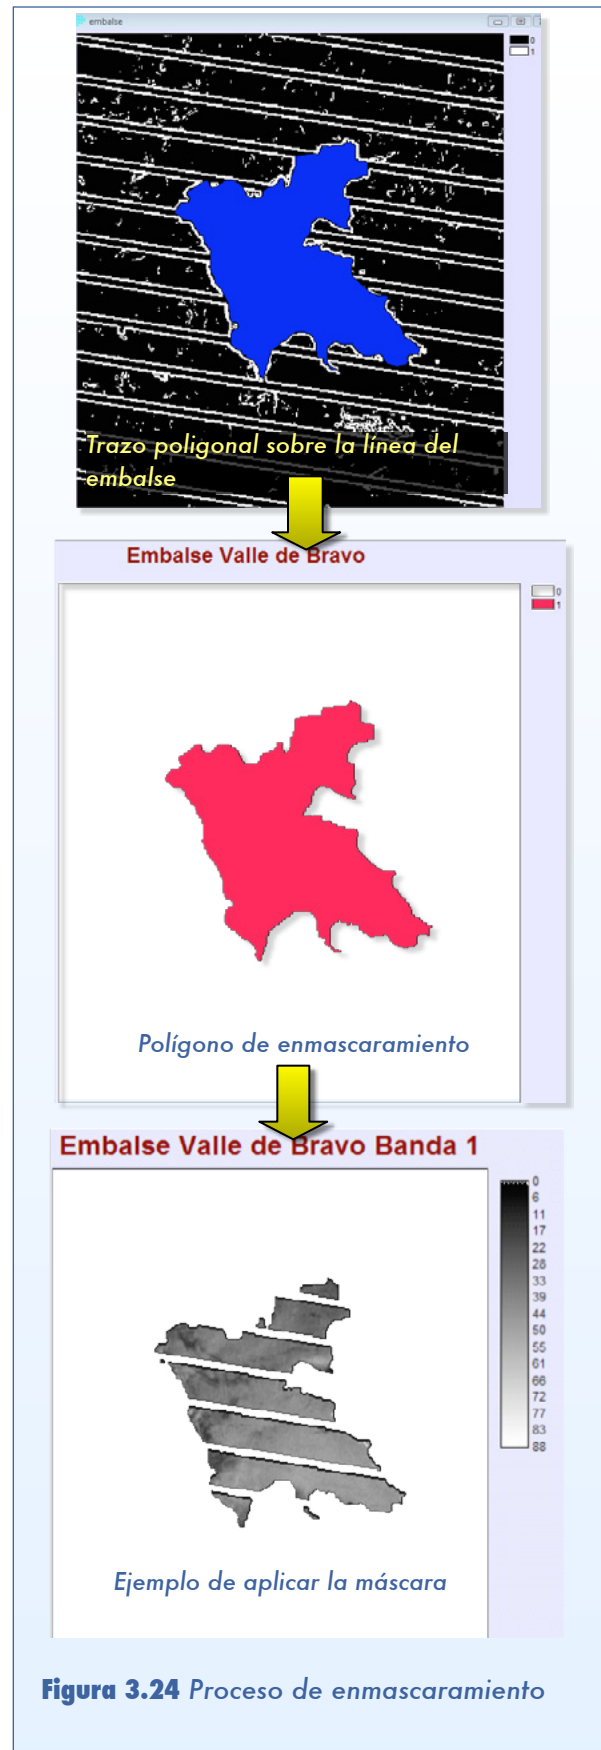 embalse
0
1
Trazo poligonal sobre la línea del
embalse
Embalse Valle de Bravo
0
1
Polígono de enmascaramiento
Embalse Valle de Bravo Banda 1
0
6
11
17
22
28
33
39
44
50
55
61
66
72
77
83
88
Ejemplo de aplicar la máscara
Figura 3.24 Proceso de enmascaramiento